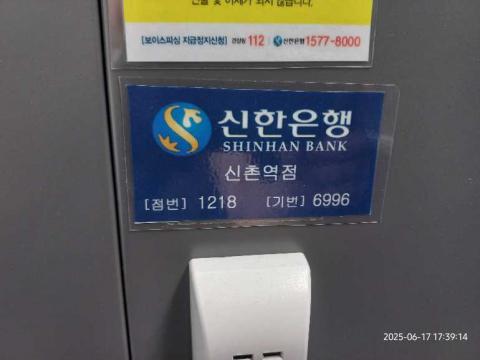 [보이스피싱 지급정지신청] 경찰청 112 | 신한은행 1577-8000
신한은행
SHINHAN BANK
신촌역점
[점번] 1218 [기번] 6996
2025-06-17 17:39:14